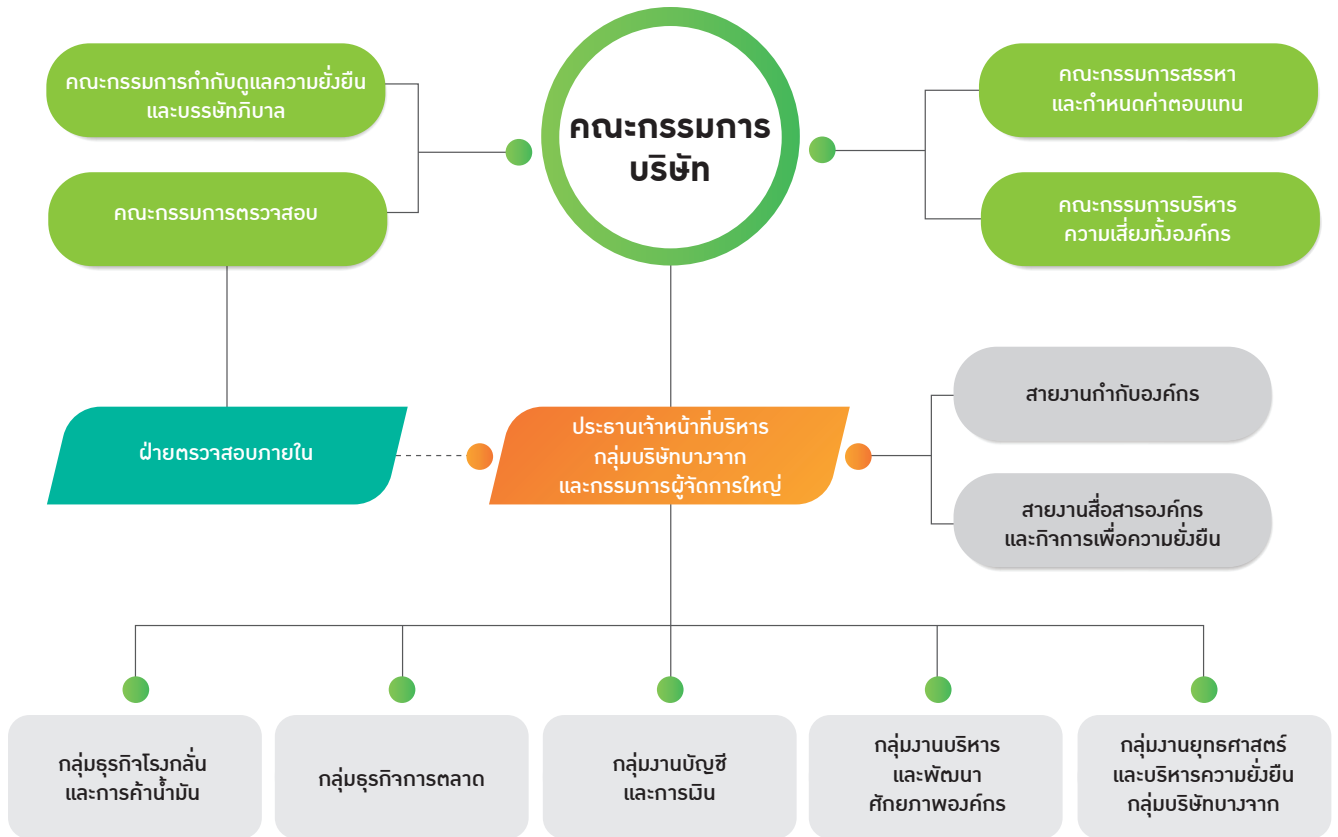 คณะกรรมการกำกับดูแลความยั่งยืน
และบรรษัทภิบาล
คณะกรรมการตรวจสอบ
คณะกรรมการ
บริษัท
คณะกรรมการสรรหา
และกำหนดค่าตอบแทน
คณะกรรมการบริหาร
ความเสี่ยงทั้งองค์กร
ฝ่ายตรวจสอบภายใน
ประธานเจ้าหน้าที่บริหาร
กลุ่มบริษัทบางจาก
และกรรมการผู้จัดการใหญ่
สายงานกำกับองค์กร
สายงานสื่อสารองค์กร
และกิจการเพื่อความยั่งยืน
กลุ่มธุรกิจโรงกลั่น
และการค้าน้ำมัน
กลุ่มธุรกิจการตลาด
กลุ่มงานบัญชี
และการเงิน
กลุ่มงานบริหาร
และพัฒนา
ศักยภาพองค์กร
กลุ่มงานยุทธศาสตร์
และบริหารความยั่งยืน
กลุ่มบริษัทบางจาก